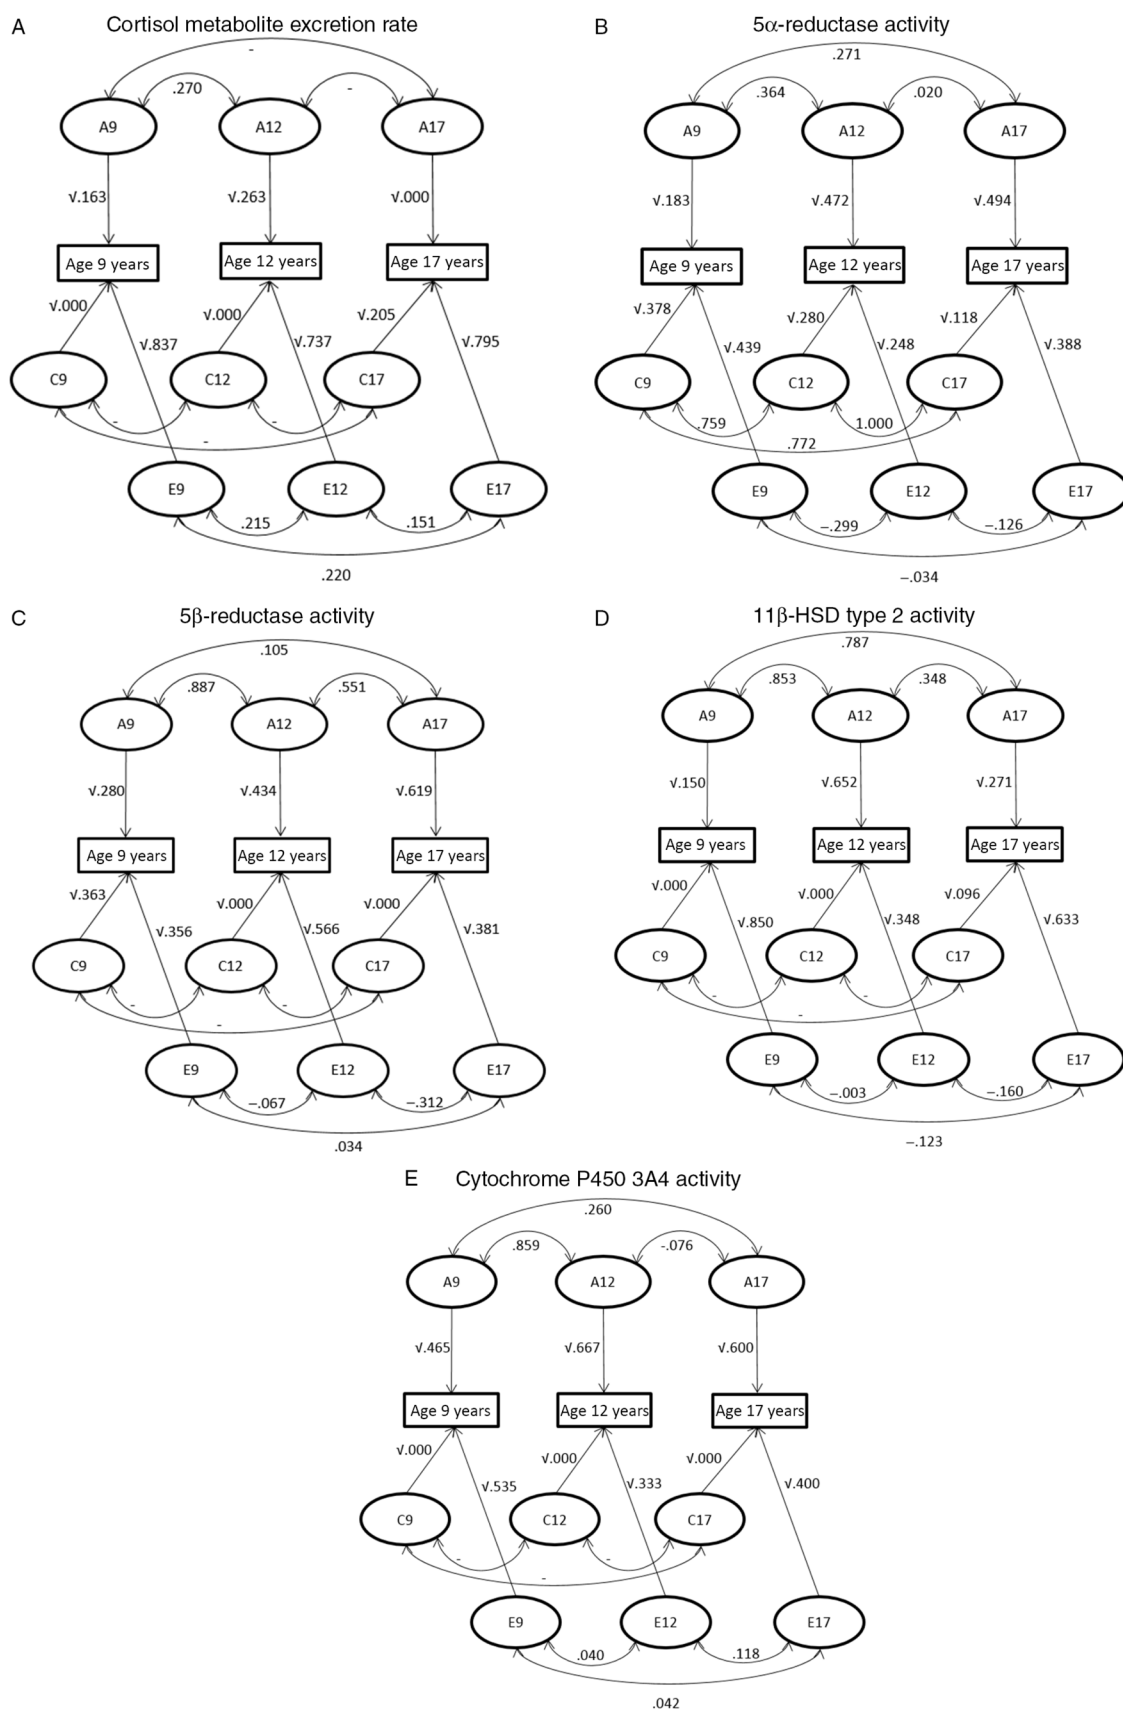 A Cortisol metabolite excretion rate
-
.270 -
A9 A12 A17
√.163 √.263 √.000
Age 9 years Age 12 years Age 17 years
√.000 √.000 √.205
√.837 √.737 √.795
C9 C12 C17
- -
-
E9 E12 E17
.215 .151
.220
B 5α-reductase activity
.271
.364 .020
A9 A12 A17
√.183 √.472 √.494
Age 9 years Age 12 years Age 17 years
√.378 √.280 √.118
√.439 √.248 √.388
C9 C12 C17
.759 1.000
.772
E9 E12 E17
–.299 –.126
–.034
C 5β-reductase activity
.105
.887 .551
A9 A12 A17
√.280 √.434 √.619
Age 9 years Age 12 years Age 17 years
√.363 √.000 √.000
√.356 √.566 √.381
C9 C12 C17
- -
-
E9 E12 E17
–.067 –.312
.034
D 11β-HSD type 2 activity
.787
.853 .348
A9 A12 A17
√.150 √.652 √.271
Age 9 years Age 12 years Age 17 years
√.000 √.000 √.096
√.850 √.348 √.633
C9 C12 C17
- -
-
E9 E12 E17
–.003 –.160
–.123
E Cytochrome P450 3A4 activity
.260
.859 -.076
A9 A12 A17
√.465 √.667 √.600
Age 9 years Age 12 years Age 17 years
√.000 √.000 √.000
√.535 √.333 √.400
C9 C12 C17
- -
-
E9 E12 E17
.040 .118
.042